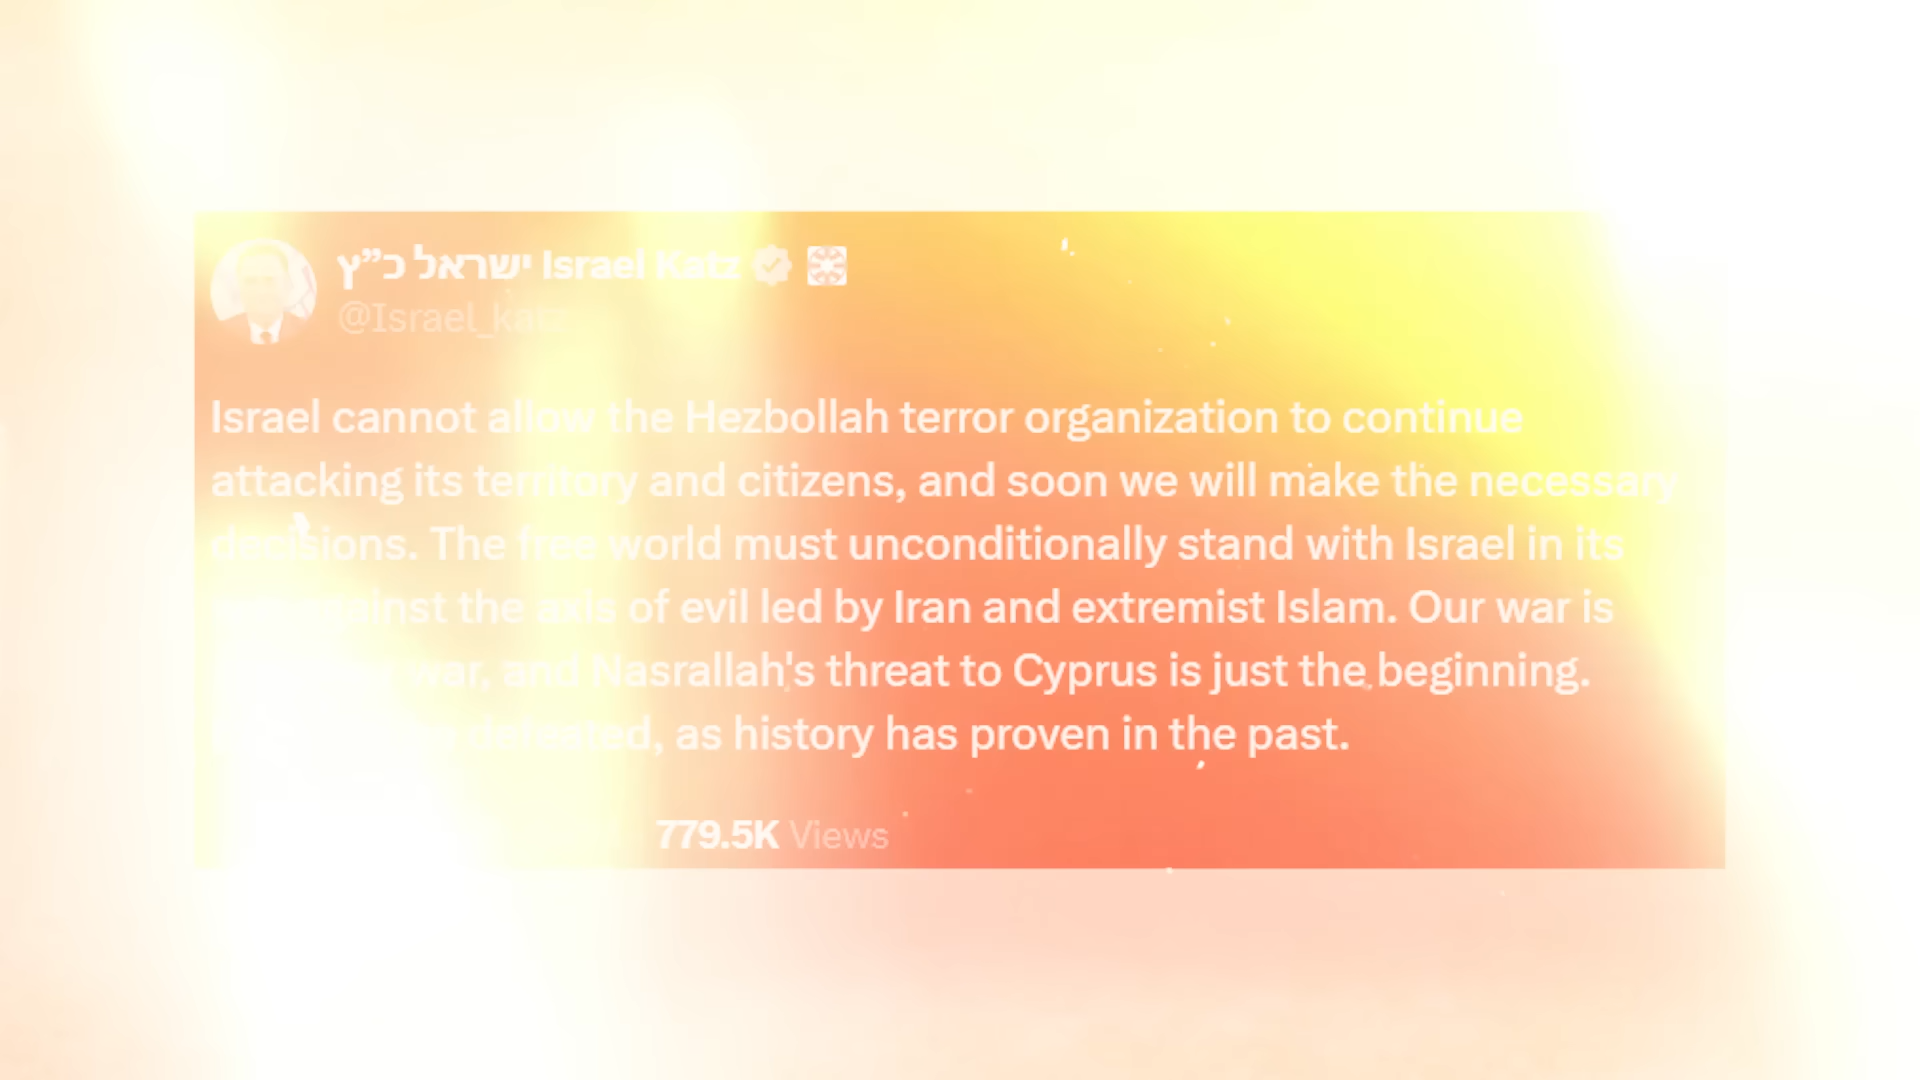 ישראל כ”ץ Israel Katz
@Israel_katz
Israel cannot allow the Hezbollah terror organization to continue
attacking its territory and citizens, and soon we will make the necessary
decisions. The free world must unconditionally stand with Israel in its
the axis of evil led by Iran and extremist Islam. Our war is
war, and Nasrallah's threat to Cyprus is just the beginning.
defeated, as history has proven in the past.
779.5K Views